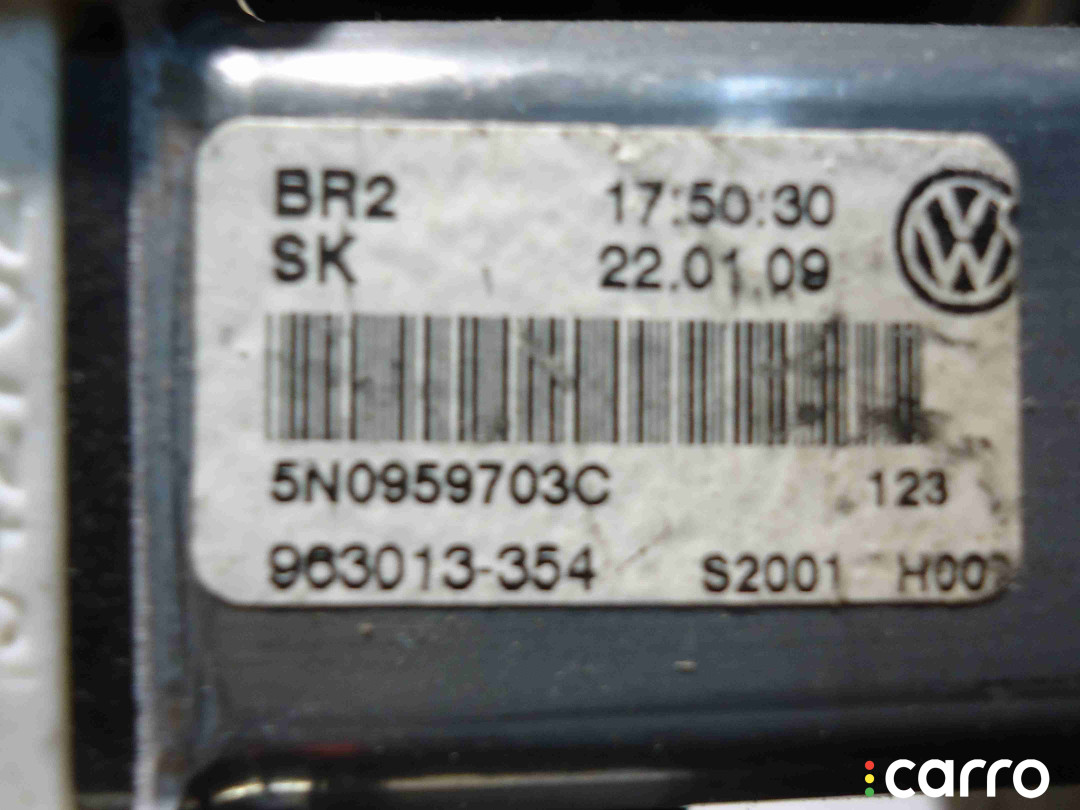 BR2 17:50:30
SK 22.01.09
5N0959703C 123
963013-354 S2001
carro